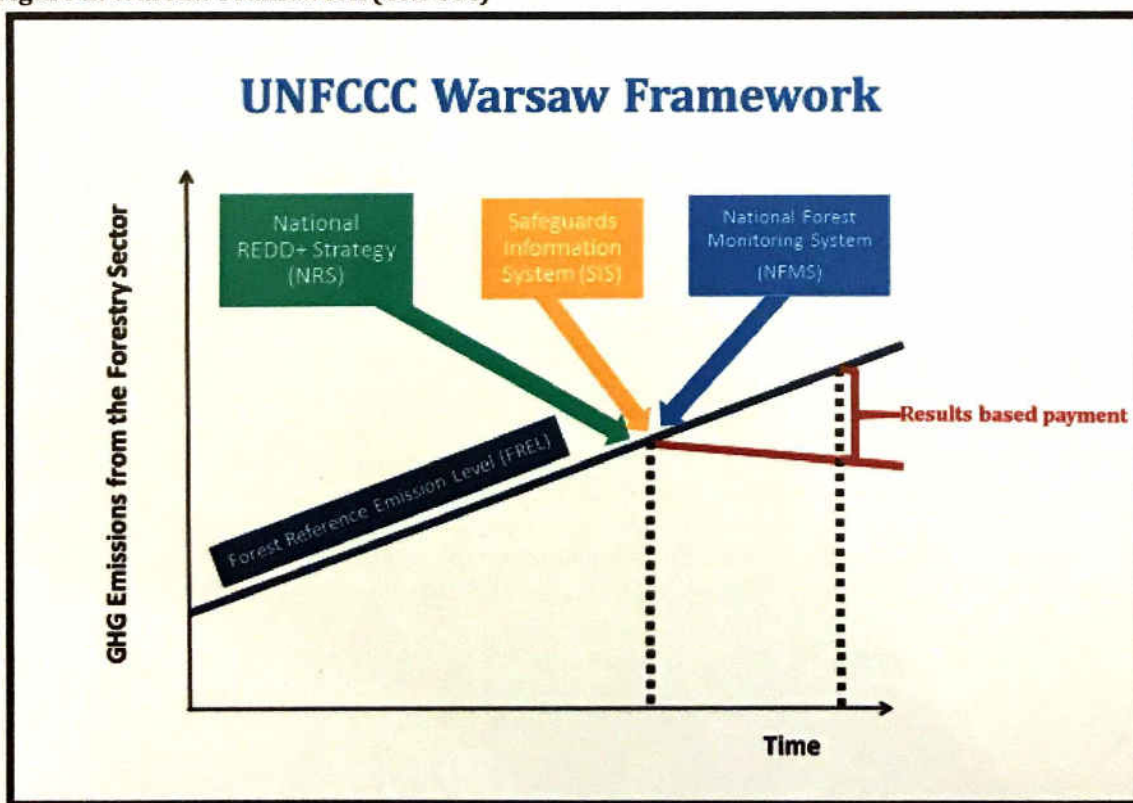 UNFCCC Warsaw Framework
National
REDD+ Strategy
(NRS)
Safeguards
Information
System (SIS)
National Forest
Monitoring System
(NFMS)
GHG Emissions from the Forestry Sector
Forest Reference Emission Level (FREL)
Results based payment
Time